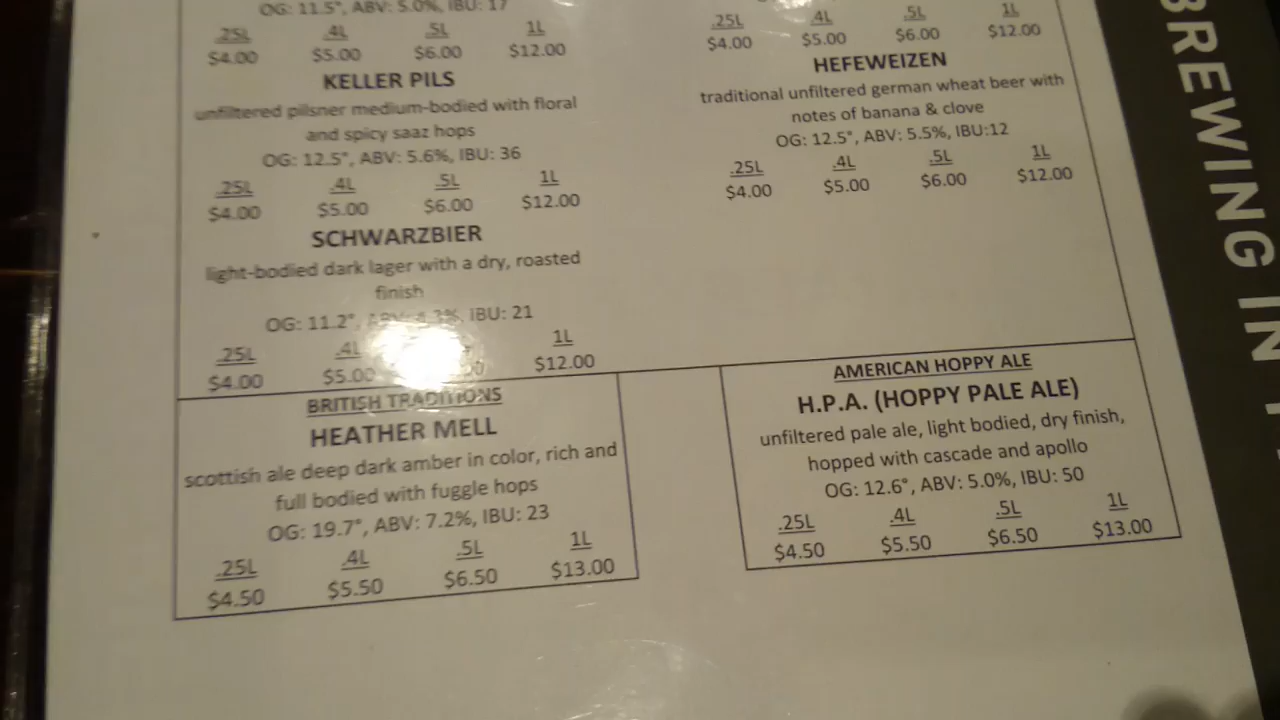 OG: 11.5°, ABV: 5.0%, IBU: 17
.25L .4L .5L 1L
$4.00 $5.00 $6.00 $12.00
KELLER PILS
unfiltered pilsner medium-bodied with floral
and spicy saaz hops
OG: 12.5°, ABV: 5.6%, IBU: 36
.25L .4L .5L 1L
$4.00 $5.00 $6.00 $12.00
SCHWARZBIER
light-bodied dark lager with a dry, roasted
finish
OG: 11.2°, IBU: 21
.25L .4L 1L
$4.00 $5.00 $12.00
BRITISH TRADITIONS
HEATHER MELL
scottish ale deep dark amber in color, rich and
full bodied with fuggle hops
OG: 19.7°, ABV: 7.2%, IBU: 23
.25L .4L .5L 1L
$4.50 $5.50 $6.50 $13.00
.25L .4L .5L 1L
$4.00 $5.00 $6.00 $12.00
HEFEWEIZEN
traditional unfiltered german wheat beer with
notes of banana & clove
OG: 12.5°, ABV: 5.5%, IBU:12
.25L .4L .5L 1L
$4.00 $5.00 $6.00 $12.00
AMERICAN HOPPY ALE
H.P.A. (HOPPY PALE ALE)
unfiltered pale ale, light bodied, dry finish,
hopped with cascade and apollo
OG: 12.6°, ABV: 5.0%, IBU: 50
.25L .4L .5L 1L
$4.50 $5.50 $6.50 $13.00
BREWING IN